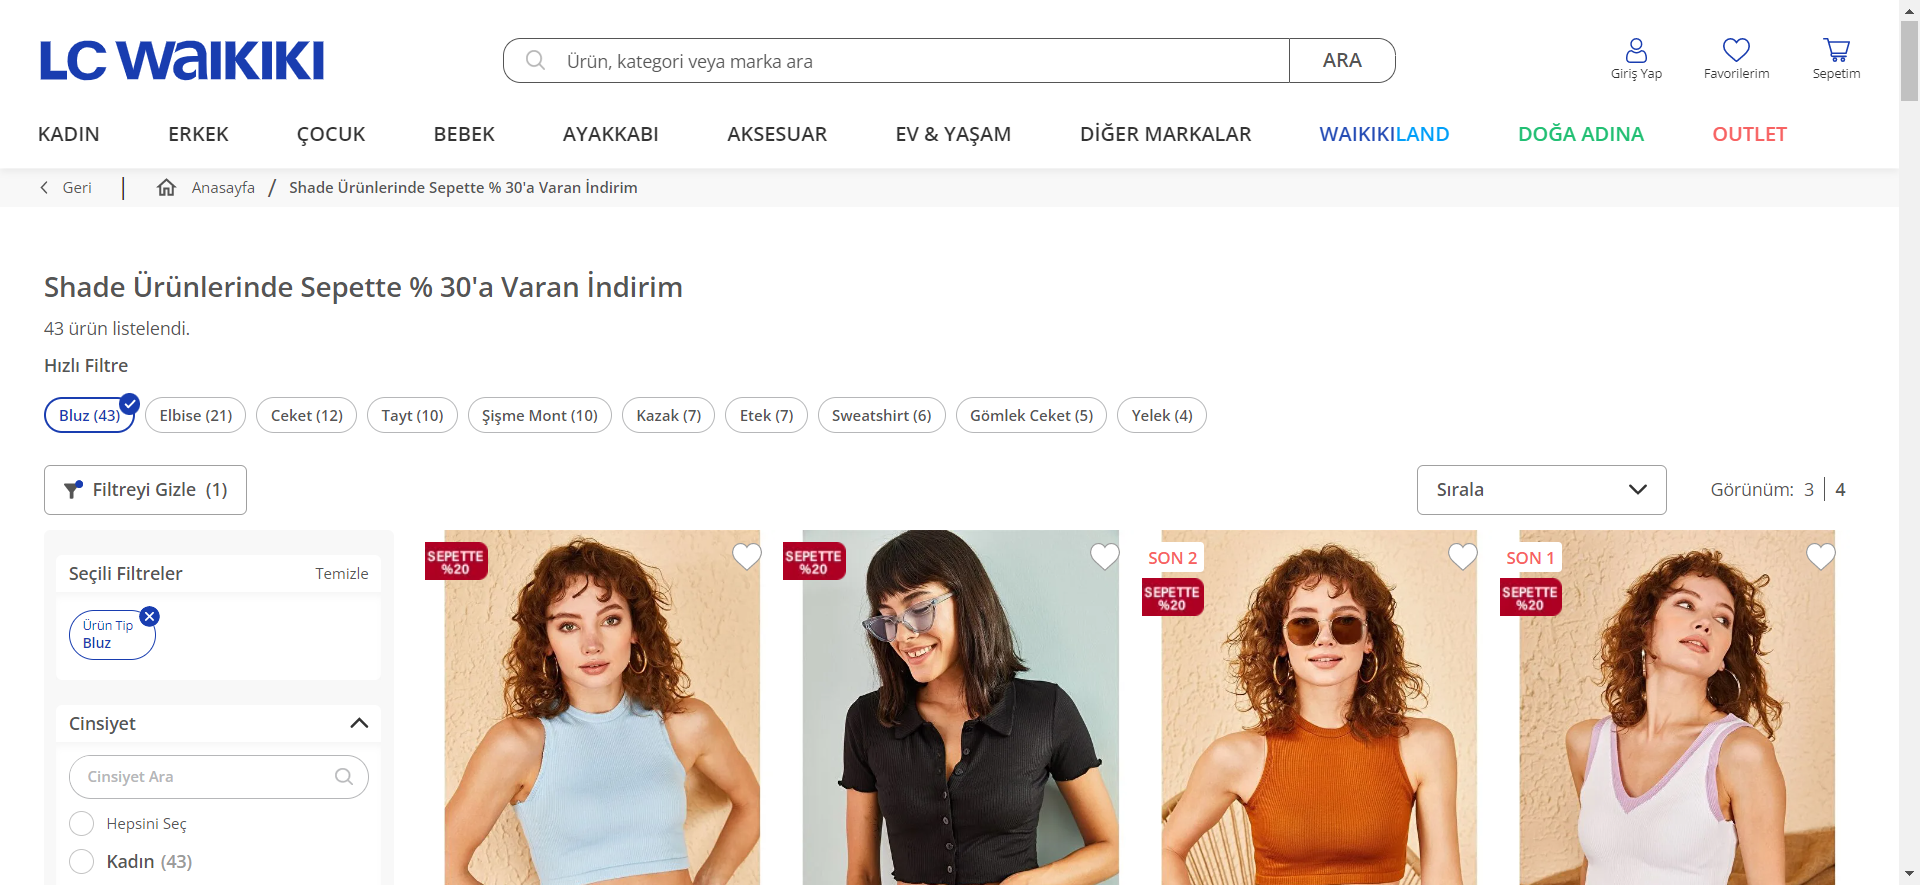 LC WAIKIKI
Ürün, kategori veya marka ara
ARA
Giriş Yap
Favorilerim
Sepetim
KADIN
ERKEK
ÇOCUK
BEBEK
AYAKKABI
AKSESUAR
EV & YAŞAM
DİĞER MARKALAR
WAIKIKILAND
DOĞA ADINA
OUTLET
Geri
Anasayfa / Shade Ürünlerinde Sepette % 30'a Varan İndirim
Shade Ürünlerinde Sepette % 30'a Varan İndirim
43 ürün listelendi.
Hızlı Filtre
Bluz (43)
Elbise (21)
Ceket (12)
Tayt (10)
Şişme Mont (10)
Kazak (7)
Etek (7)
Sweatshirt (6)
Gömlek Ceket (5)
Yelek (4)
Filtreyi Gizle (1)
Sırala
Görünüm: 3 | 4
Seçili Filtreler
Temizle
Ürün Tip
Bluz
Cinsiyet
Cinsiyet Ara
Hepsini Seç
Kadın (43)
SEPETTE
%20
SEPETTE
%20
SON 2
SEPETTE
%20
SON 1
SEPETTE
%20